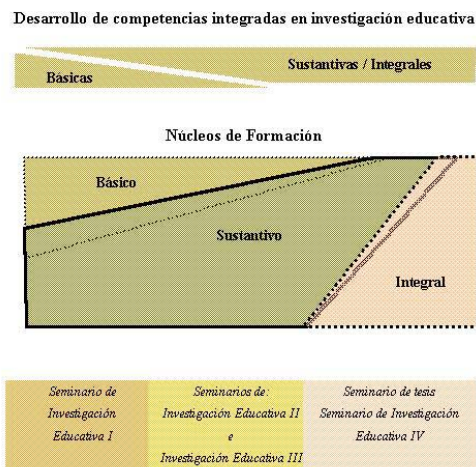 Desarrollo de competencias integradas en investigación educativa
Sustantivas / Integrales
Básicas
Núcleos de Formación
Básico
Sustantivo
Integral
Seminario de
Investigación
Educativa I
Seminarios de:
Investigación Educativa II
e
Investigación Educativa III
Seminario de tesis
Seminario de Investigación
Educativa IV